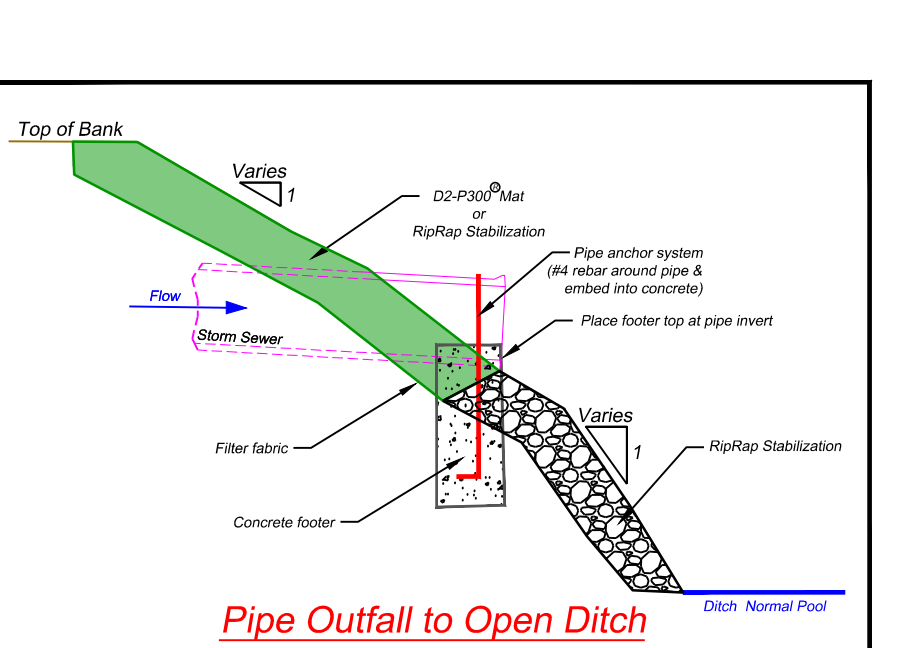 Top of Bank
Varies
1
D2-P300® Mat
or
RipRap Stabilization
Pipe anchor system
(#4 rebar around pipe &
embed into concrete)
Flow
Place footer top at pipe invert
Storm Sewer
Varies
1
RipRap Stabilization
Filter fabric
Concrete footer
Ditch Normal Pool
Pipe Outfall to Open Ditch